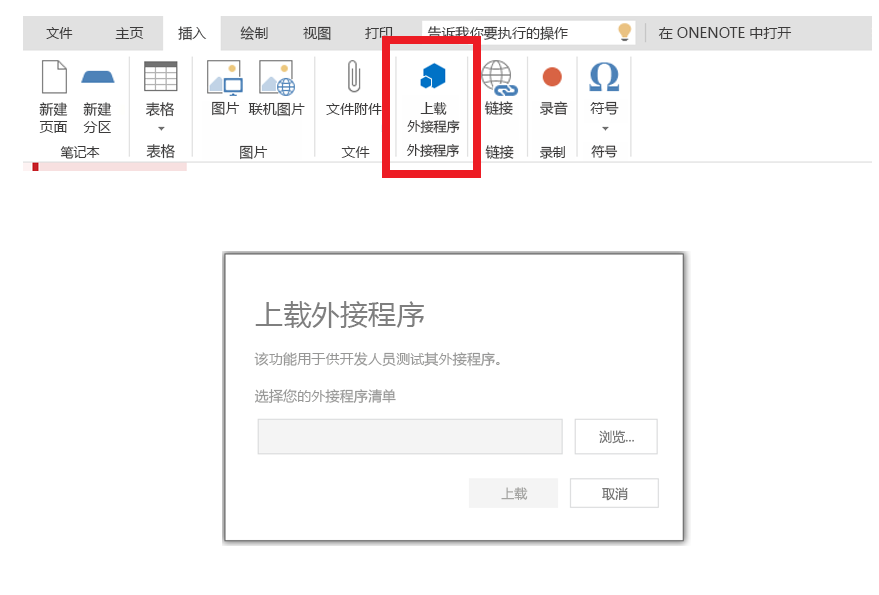 文件 主页 插入 绘制 视图 打印 告诉我你要执行的操作 在 ONENOTE 中打开
新建页面 新建分区 表格 图片 联机图片 文件附件 上载外接程序 链接 录音 符号
笔记本 表格 图片 文件 外接程序 链接 录制 符号
上载外接程序
该功能用于供开发人员测试其外接程序。
选择您的外接程序清单
浏览...
上载 取消